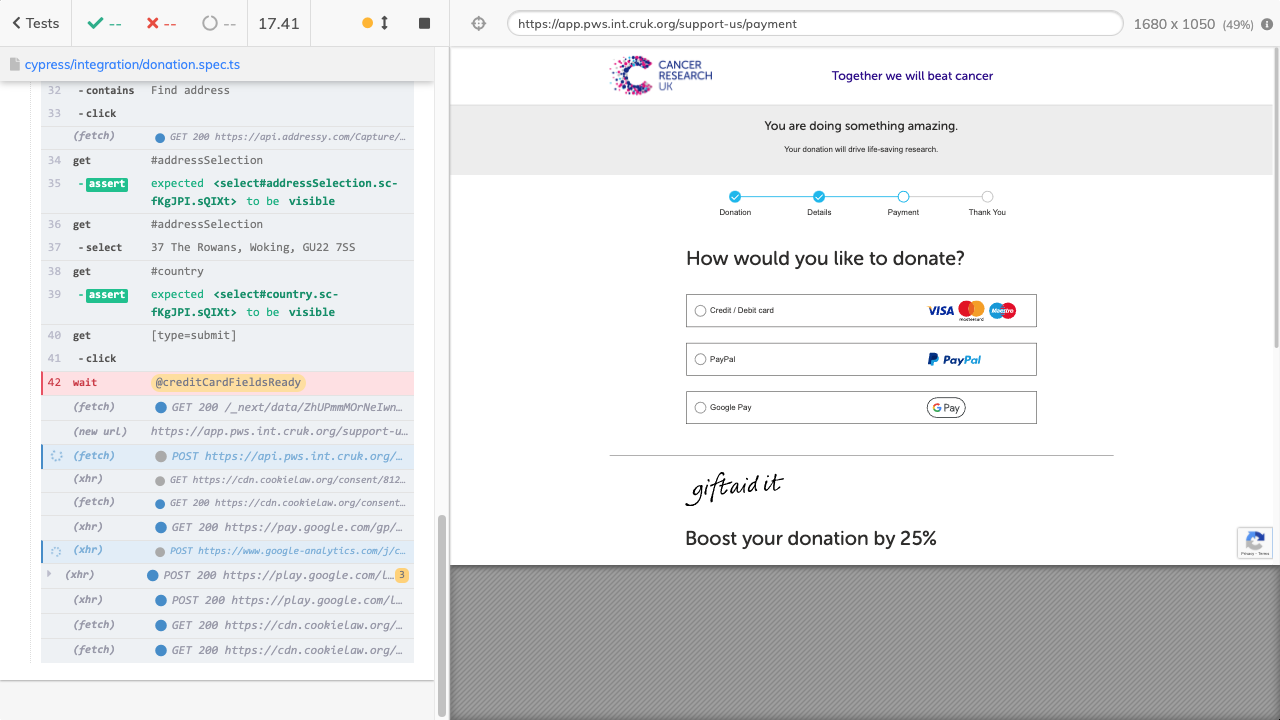 Tests
--
--
--
17.41
https://app.pws.int.cruk.org/support-us/payment
1680 x 1050 (49%)
cypress/integration/donation.spec.ts
32 - contains Find address
33 - click
(fetch) GET 200 https://api.addressy.com/Capture/…
34 get #addressSelection
35 - assert expected <select#addressSelection.sc-
fKgJPI.sQIXt> to be visible
36 get #addressSelection
37 - select 37 The Rowans, Woking, GU22 7SS
38 get #country
39 - assert expected <select#country.sc-
fKgJPI.sQIXt> to be visible
40 get [type=submit]
41 - click
42 wait @creditCardFieldsReady
(fetch) GET 200 /_next/data/ZhUPmmMOrNeIwn…
(new url) https://app.pws.int.cruk.org/support-u…
(fetch) POST https://api.pws.int.cruk.org/…
(xhr) GET https://cdn.cookielaw.org/consent/812…
(fetch) GET 200 https://cdn.cookielaw.org/consent…
(xhr) GET 200 https://pay.google.com/gp/…
(xhr) POST https://www.google-analytics.com/j/c…
(xhr) POST 200 https://play.google.com/l… 3
(xhr) POST 200 https://play.google.com/l…
(fetch) GET 200 https://cdn.cookielaw.org/…
(fetch) GET 200 https://cdn.cookielaw.org/…
CANCER
RESEARCH
UK
Together we will beat cancer
You are doing something amazing.
Your donation will drive life-saving research.
Donation Details Payment Thank You
How would you like to donate?
Credit / Debit card VISA mastercard Maestro
PayPal PayPal
Google Pay G Pay
giftaid it
Boost your donation by 25%
Privacy - Terms